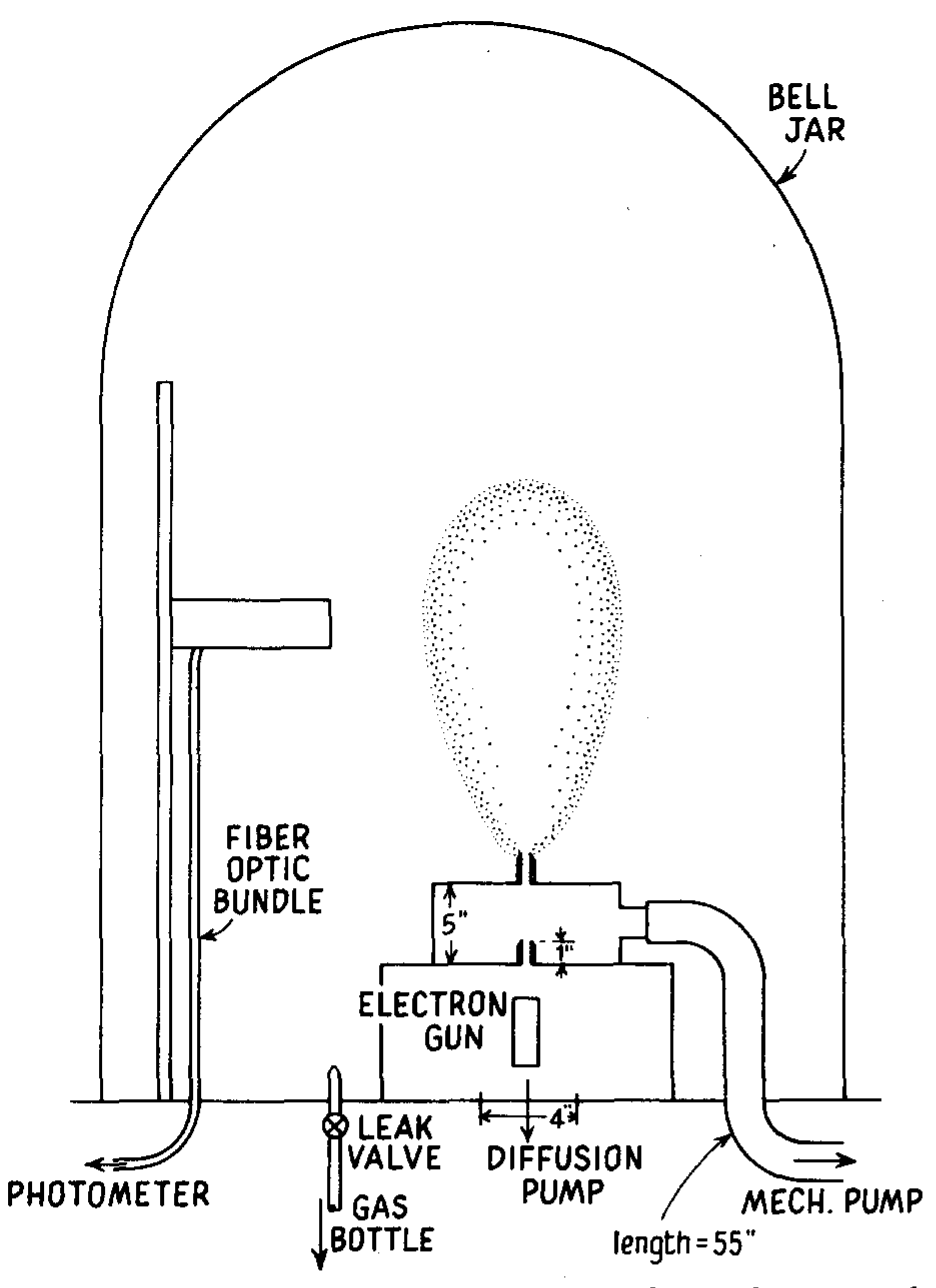 BELL
JAR
FIBER
OPTIC
BUNDLE
5"
1"
ELECTRON
GUN
4"
LEAK
VALVE
DIFFUSION
PUMP
PHOTOMETER
GAS
BOTTLE
MECH. PUMP
length = 55"